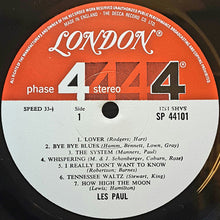 MADE IN ENGLAND · THE DECCA RECORD CO
LONDON®
phase 4 stereo 4 4 4®
SPEED 33⅓
Side
1
SP 44101
1. LOVER (Rodgers; Hart)
2. BYE BYE BLUES (Hamm, Bennett, Lown, Gray)
3. THE SYSTEM (Manners, Paul)
4. WHISPERING (M. & J. Schonberger, Coburn, Rose)
5. I REALLY DON'T WANT TO KNOW
(Robertson; Barnes)
6. TENNESSEE WALTZ (Stewart, King)
7. HOW HIGH THE MOON
(Lewis; Hamilton)
LES PAUL